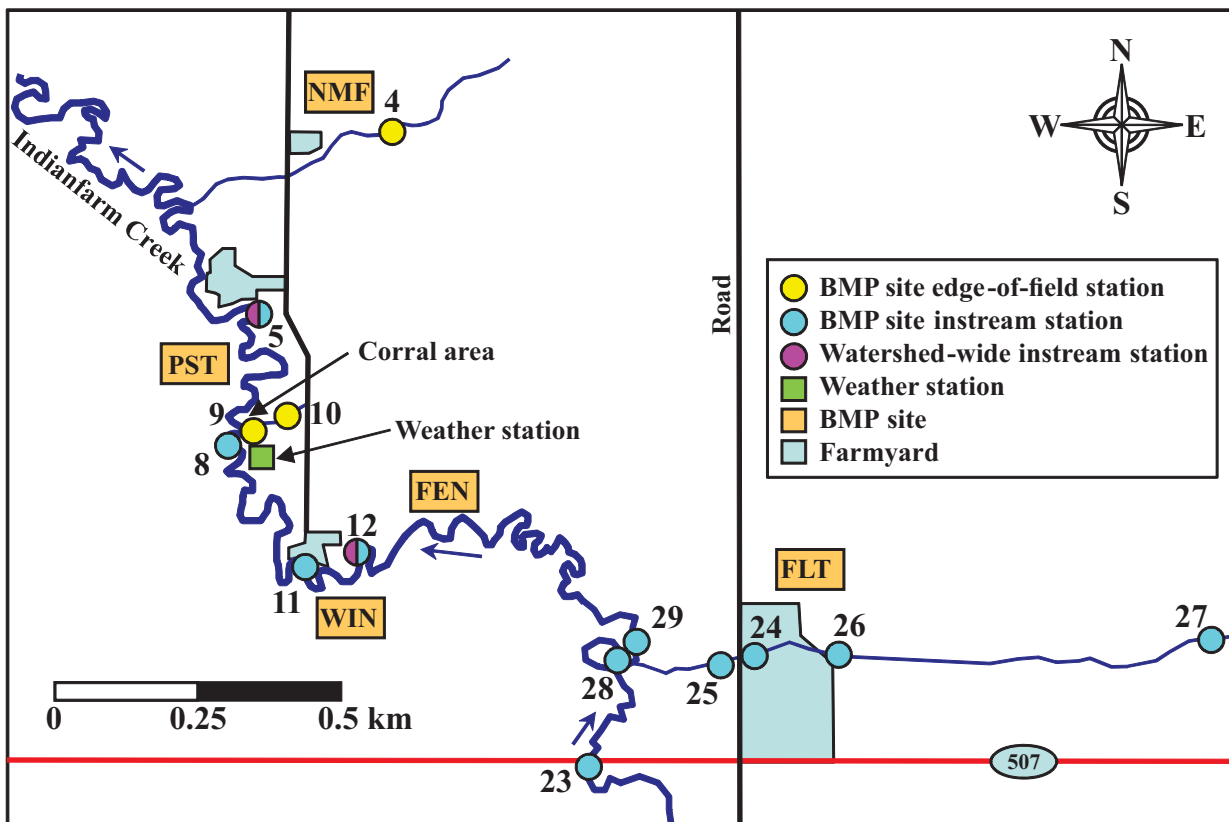 N
W E
S
NMF
4
Indianfarm Creek
5
PST
Corral area
9
10
8
Weather station
FEN
12
11
WIN
Road
BMP site edge-of-field station
BMP site instream station
Watershed-wide instream station
Weather station
BMP site
Farmyard
FLT
29
24
26
27
28
25
0 0.25 0.5 km
23
507